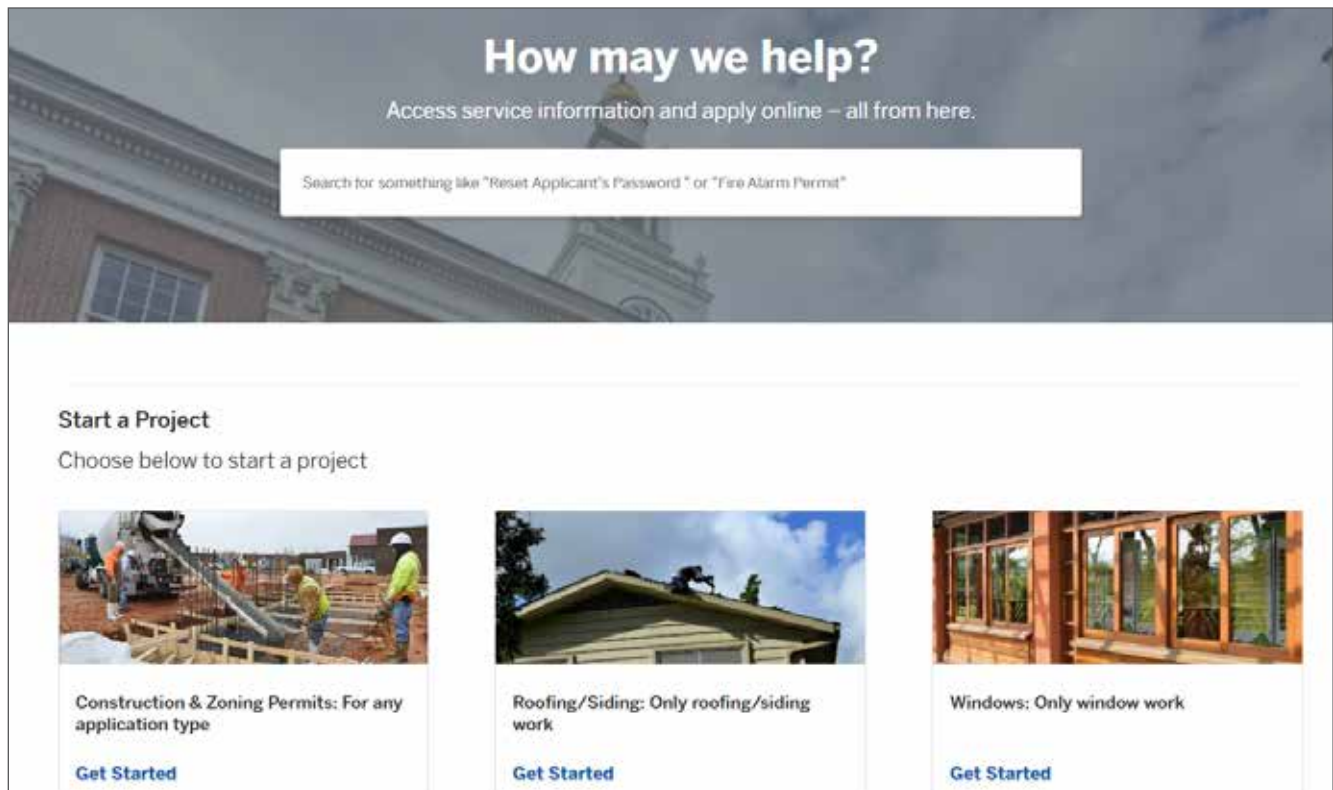 How may we help?
Access service information and apply online – all from here.
Search for something like "Reset Applicant's Password " or "Fire Alarm Permit"
Start a Project
Choose below to start a project
Construction & Zoning Permits: For any
application type
Get Started
Roofing/Siding: Only roofing/siding
work
Get Started
Windows: Only window work
Get Started